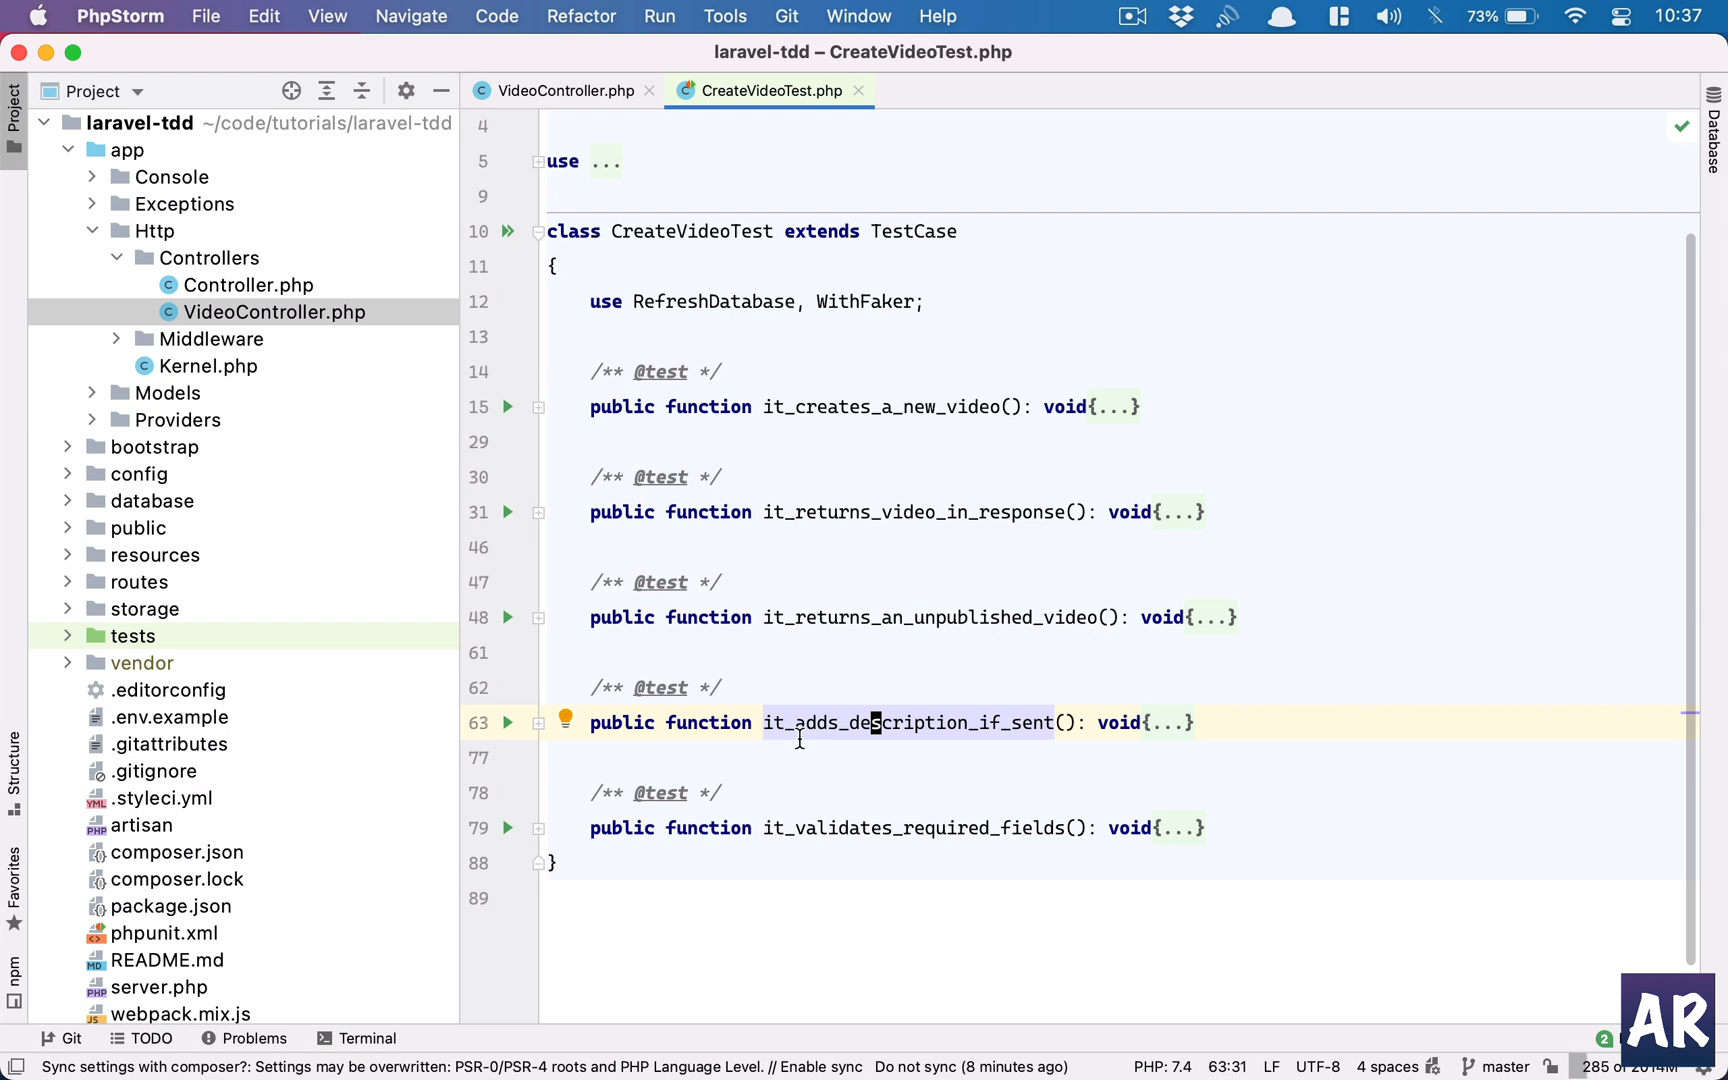 PhpStorm File Edit View Navigate Code Refactor Run Tools Git Window Help 73% 10:37
laravel-tdd – CreateVideoTest.php
Project
Project
VideoController.php
CreateVideoTest.php
Database
laravel-tdd ~/code/tutorials/laravel-tdd
app
Console
Exceptions
Http
Controllers
Controller.php
VideoController.php
Middleware
Kernel.php
Models
Providers
bootstrap
config
database
public
resources
routes
storage
tests
vendor
.editorconfig
.env.example
.gitattributes
.gitignore
.styleci.yml
artisan
composer.json
composer.lock
package.json
phpunit.xml
README.md
server.php
webpack.mix.js
4
5 use ...
9
10 class CreateVideoTest extends TestCase
11 {
12 use RefreshDatabase, WithFaker;
13
14 /** @test */
15 public function it_creates_a_new_video(): void{...}
29
30 /** @test */
31 public function it_returns_video_in_response(): void{...}
46
47 /** @test */
48 public function it_returns_an_unpublished_video(): void{...}
61
62 /** @test */
63 public function it_adds_description_if_sent(): void{...}
77
78 /** @test */
79 public function it_validates_required_fields(): void{...}
88 }
89
Structure
Favorites
npm
AR
Git TODO Problems Terminal 2
Sync settings with composer?: Settings may be overwritten: PSR-0/PSR-4 roots and PHP Language Level. // Enable sync Do not sync (8 minutes ago) PHP: 7.4 63:31 LF UTF-8 4 spaces master 285 of 2014M